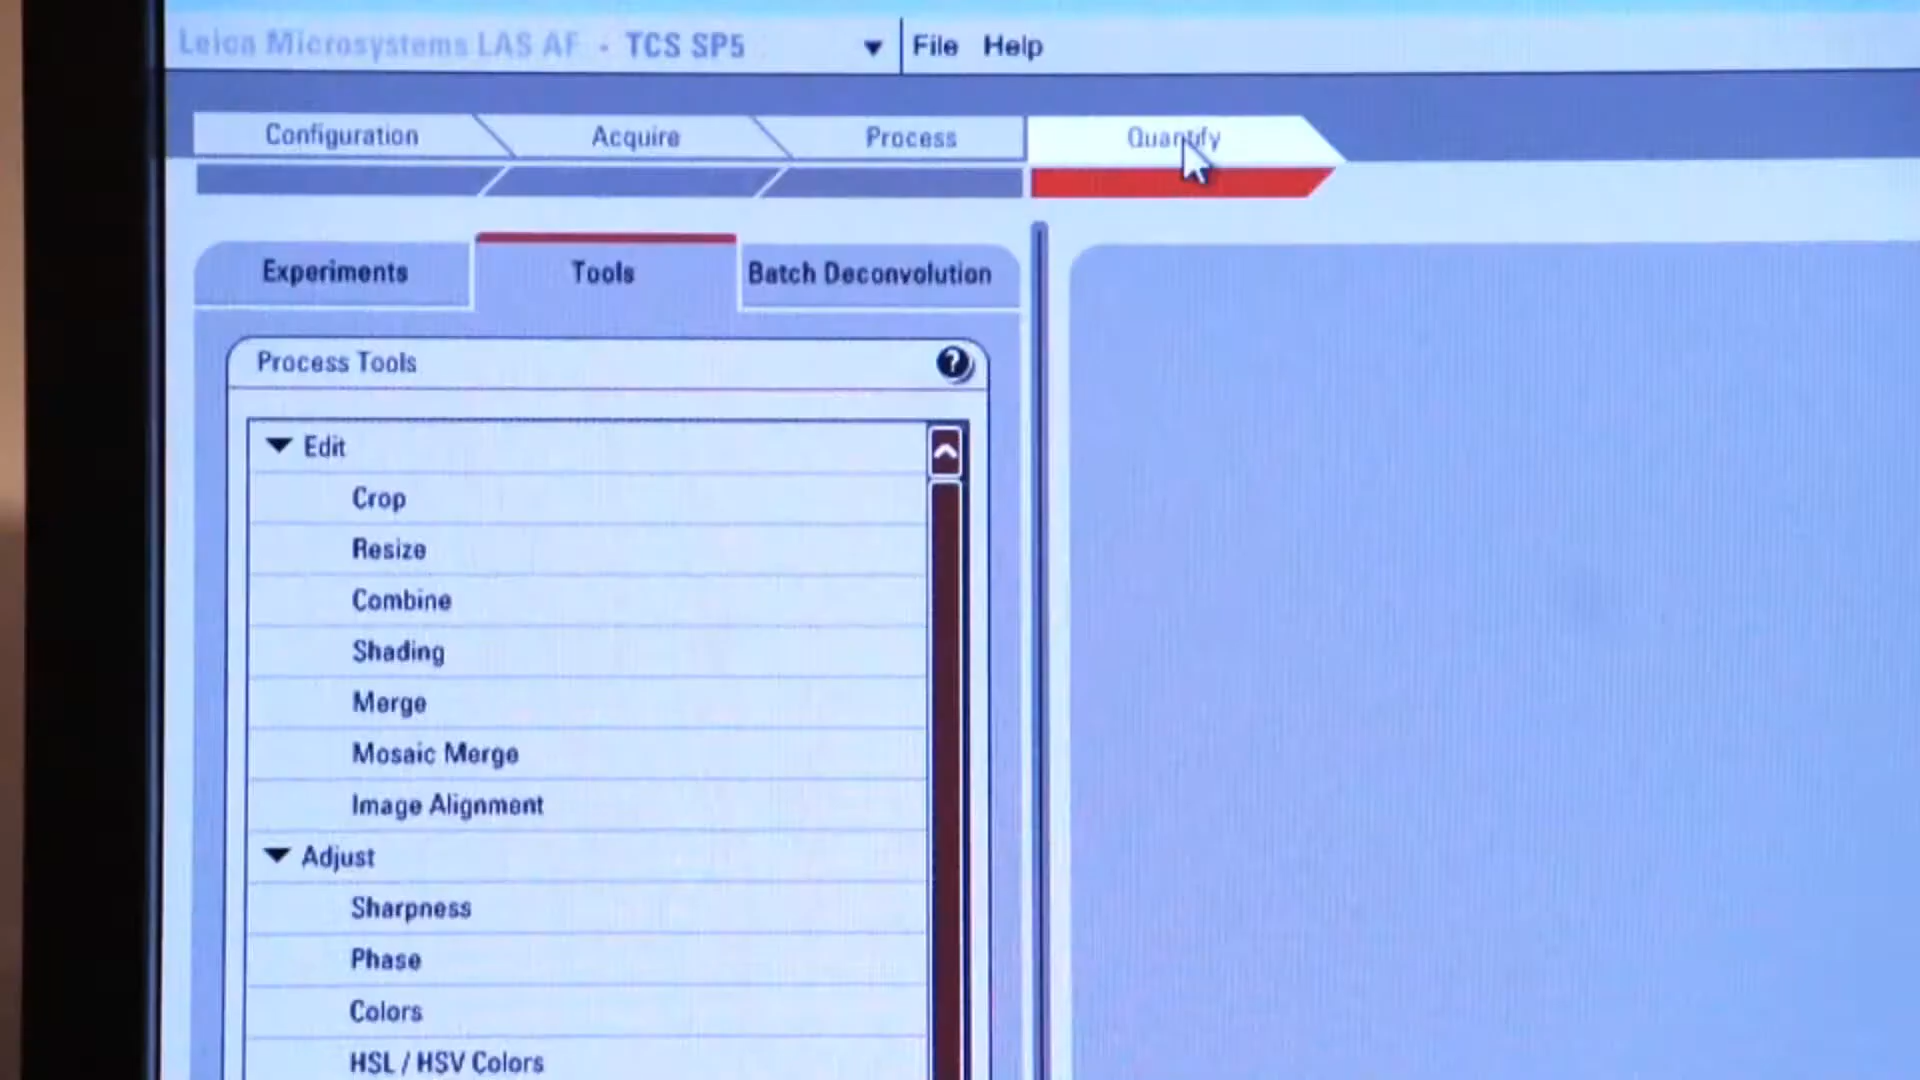 Leica Microsystems LAS AF - TCS SP5 File Help
Configuration Acquire Process Quantify
Experiments Tools Batch Deconvolution
Process Tools ?
Edit
Crop
Resize
Combine
Shading
Merge
Mosaic Merge
Image Alignment
Adjust
Sharpness
Phase
Colors
HSL / HSV Colors